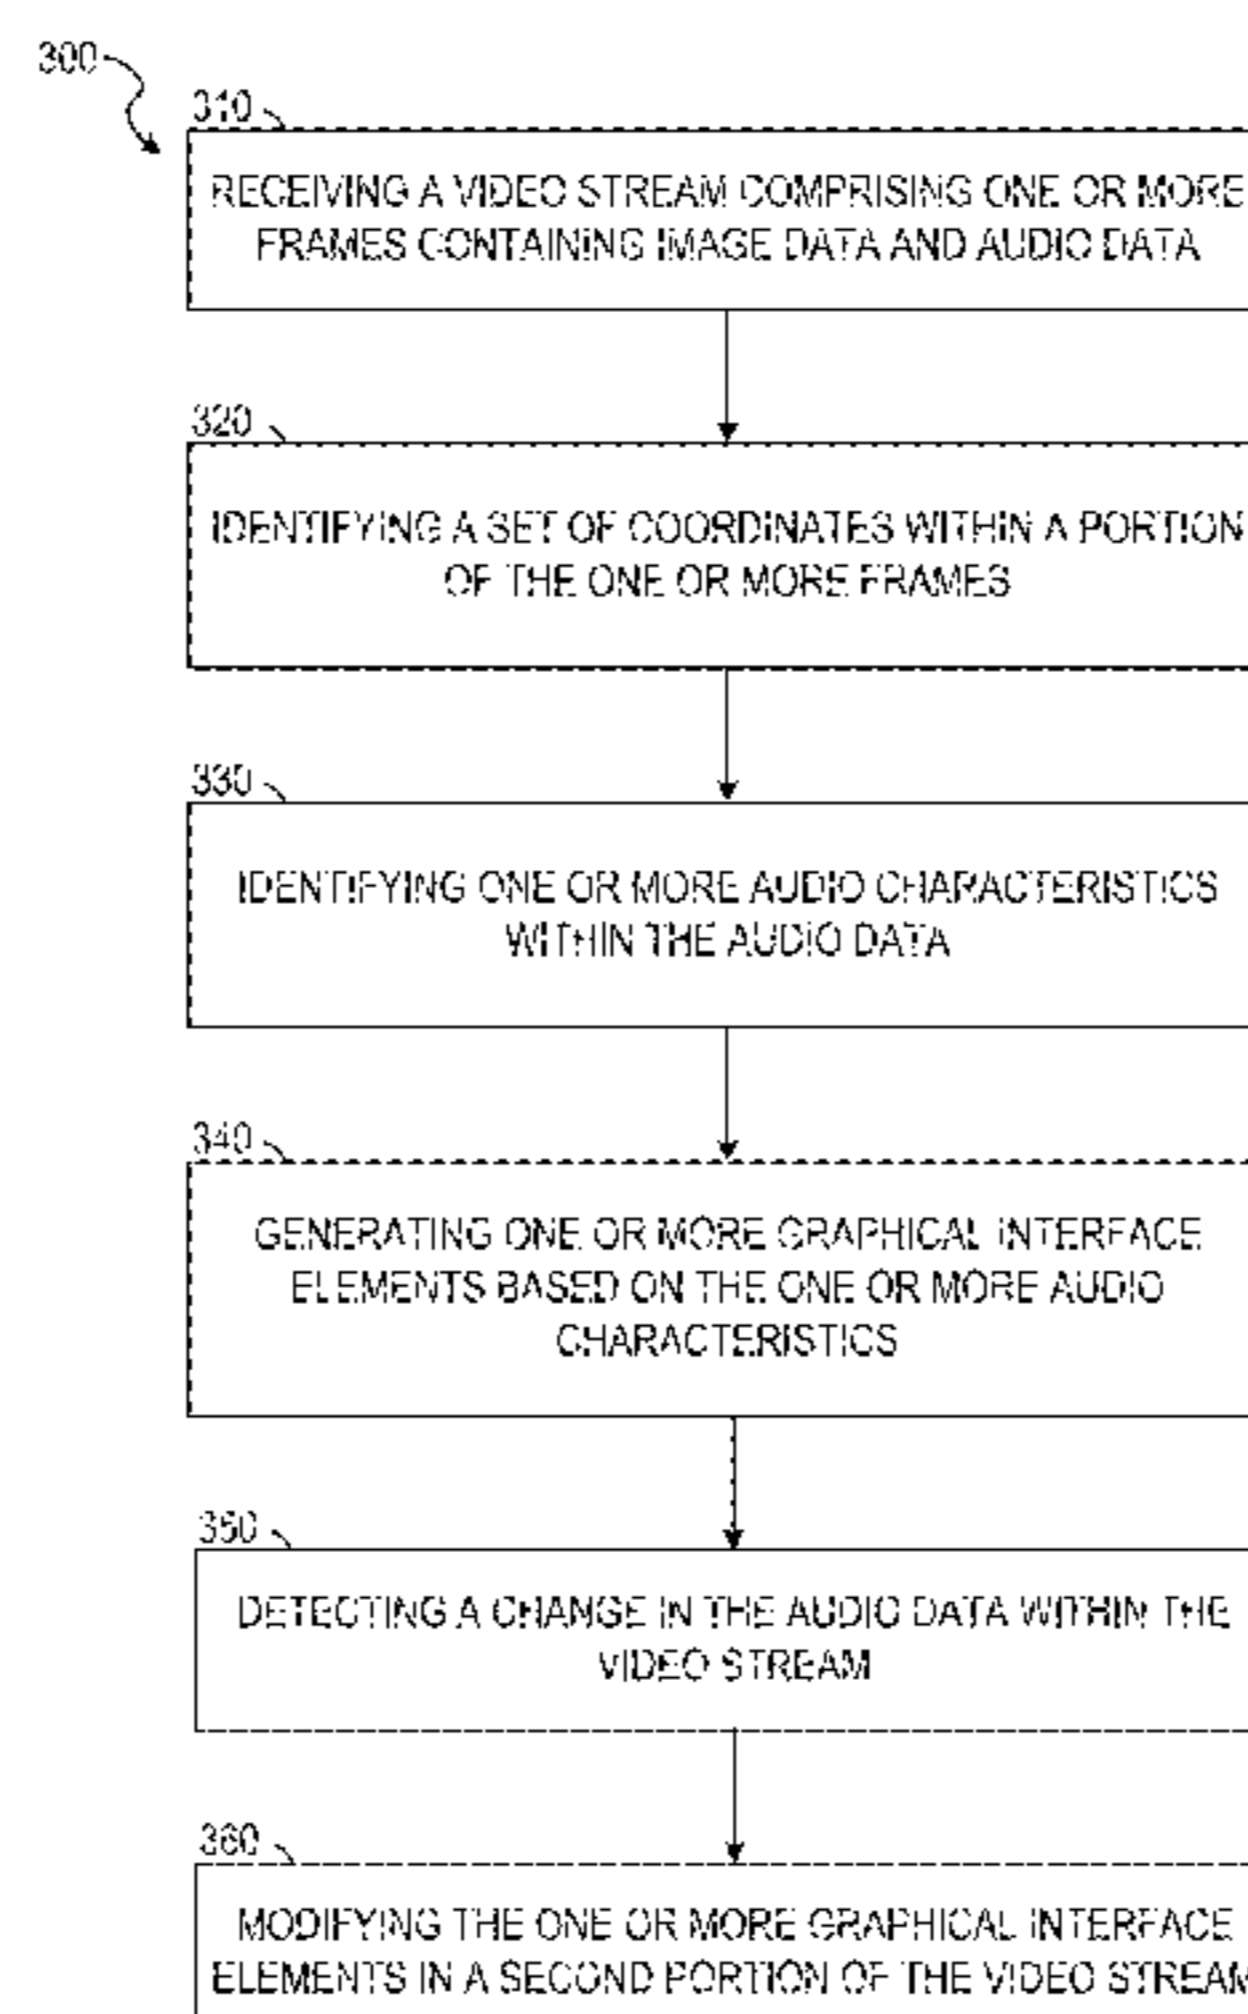 300
310
RECEIVING A VIDEO STREAM COMPRISING ONE OR MORE
FRAMES CONTAINING IMAGE DATA AND AUDIO DATA
320
IDENTIFYING A SET OF COORDINATES WITHIN A PORTION
OF THE ONE OR MORE FRAMES
330
IDENTIFYING ONE OR MORE AUDIO CHARACTERISTICS
WITHIN THE AUDIO DATA
340
GENERATING ONE OR MORE GRAPHICAL INTERFACE
ELEMENTS BASED ON THE ONE OR MORE AUDIO
CHARACTERISTICS
350
DETECTING A CHANGE IN THE AUDIO DATA WITHIN THE
VIDEO STREAM
360
MODIFYING THE ONE OR MORE GRAPHICAL INTERFACE
ELEMENTS IN A SECOND PORTION OF THE VIDEO STREAM